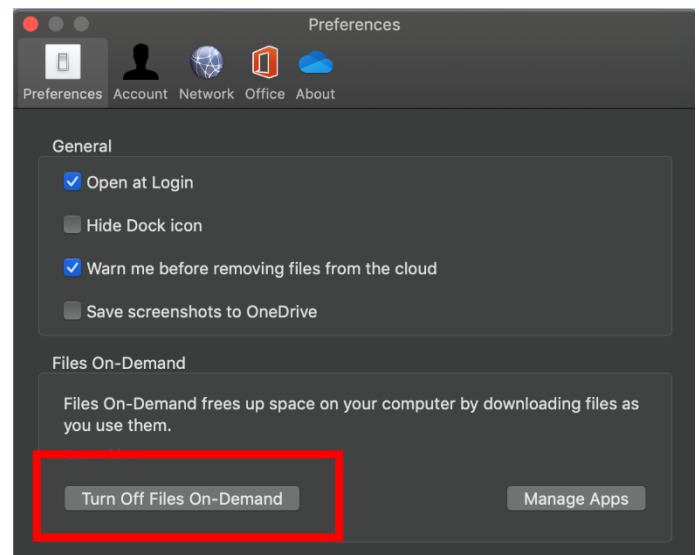 Preferences
Preferences Account Network Office About
General
Open at Login
Hide Dock icon
Warn me before removing files from the cloud
Save screenshots to OneDrive
Files On-Demand
Files On-Demand frees up space on your computer by downloading files as
you use them.
Turn Off Files On-Demand Manage Apps